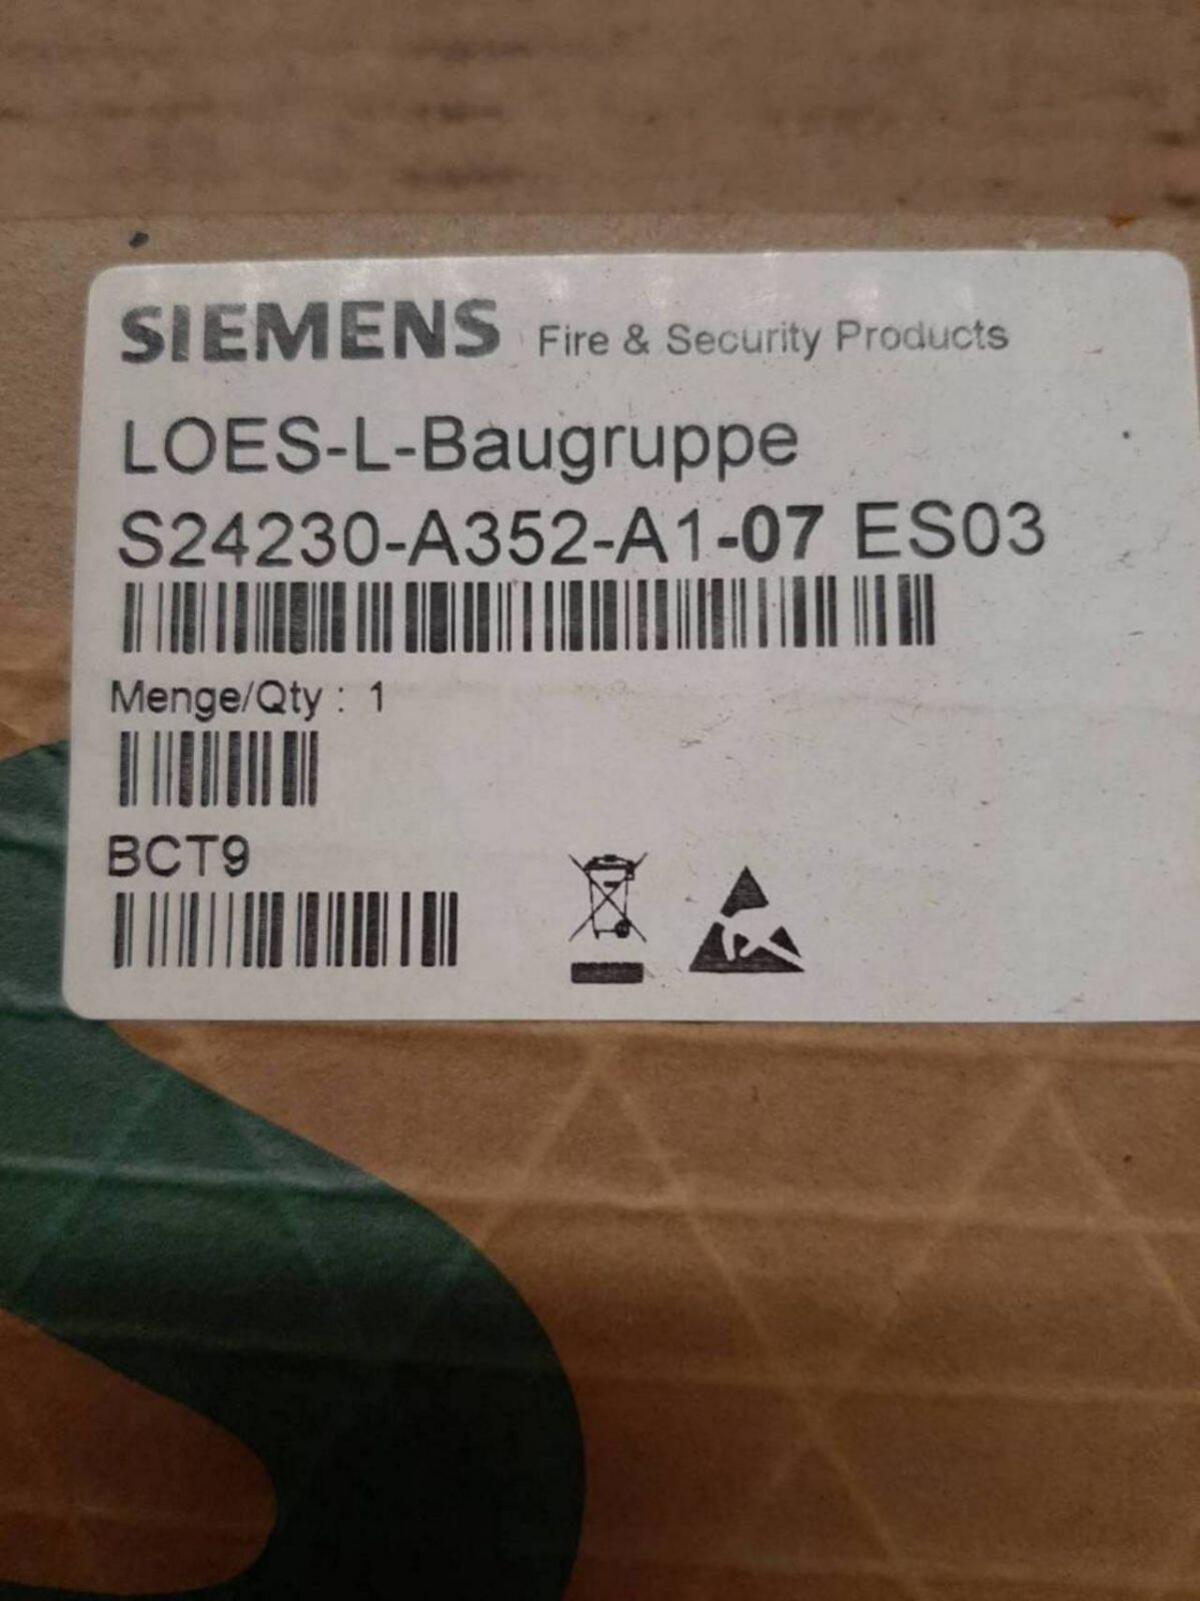 SIEMENS Fire & Security Products
LOES-L-Baugruppe
S24230-A352-A1-07 ES03
Menge/Qty : 1
BCT9